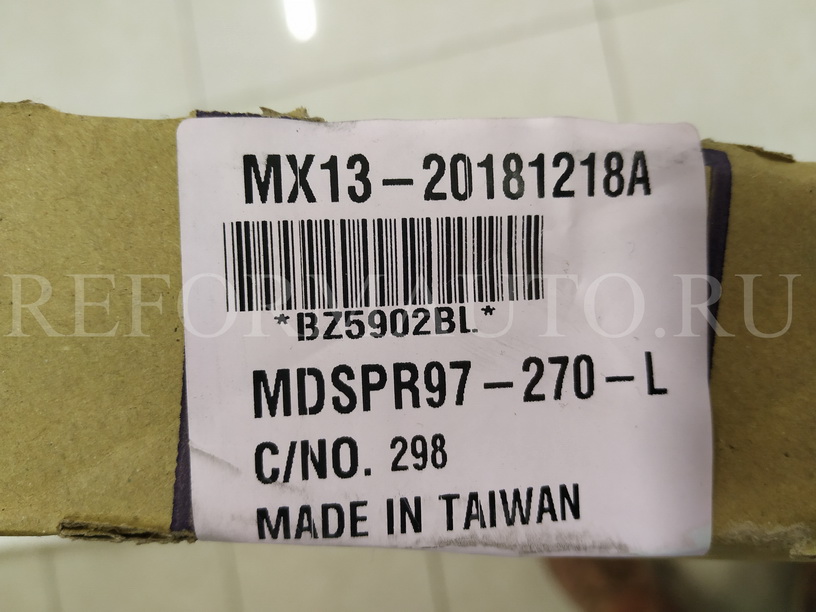 MX13-20181218A
REFORMAUTO.RU
*BZ5902BL*
MDSPR97-270-L
C/NO. 298
MADE IN TAIWAN